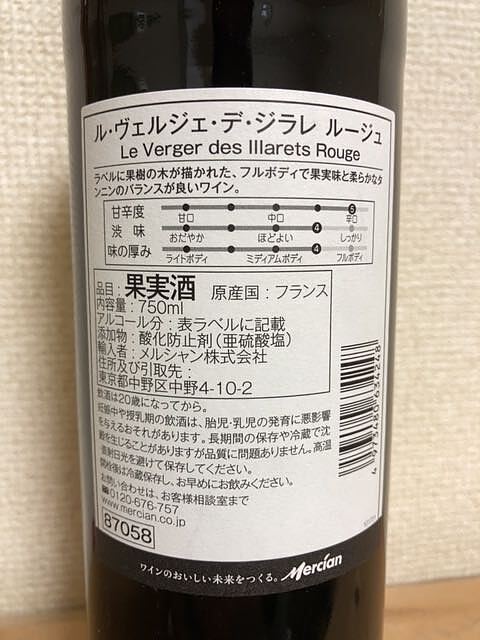 ル・ヴェルジェ・デ・ジラレ ルージュ
Le Verger des Illarets Rouge
ラベルに果樹の木が描かれた、フルボディで果実味と柔らかなタ
ンニンのバランスが良いワイン。
甘辛度 5
甘口 中口 辛口
渋味 4
おだやか ほどよい しっかり
味の厚み 4
ライトボディ ミディアムボディ フルボディ
品目：果実酒 原産国：フランス
内容量：750ml
アルコール分：表ラベルに記載
添加物：酸化防止剤（亜硫酸塩）
輸入者：メルシャン株式会社
住所及び引取先：
東京都中野区中野4-10-2
飲酒は20歳になってから。
妊娠中や授乳期の飲酒は、胎児・乳児の発育に悪影響
を与えるおそれがあります。長期間の保存や冷蔵で沈
澱を生じることがありますが品質に問題ありません。高温
直射日光を避けて保存してください。
開栓後は冷蔵保存し、お早めにお飲みください。
お問い合わせは、お客様相談室まで
0120-676-757
www.mercian.co.jp
87058
4 973480 634248
ワインのおいしい未来をつくる。 Mercian